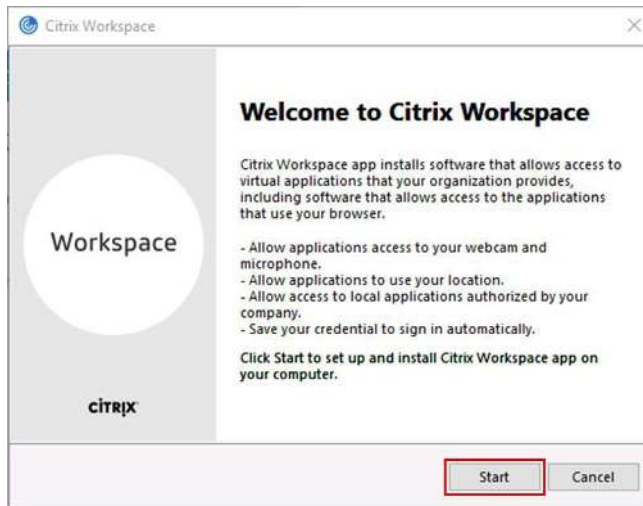 Citrix Workspace
Welcome to Citrix Workspace
Citrix Workspace app installs software that allows access to
virtual applications that your organization provides,
including software that allows access to the applications
that use your browser.
- Allow applications access to your webcam and
microphone.
- Allow applications to use your location.
- Allow access to local applications authorized by your
company.
- Save your credential to sign in automatically.
Click Start to set up and install Citrix Workspace app on
your computer.
Workspace
CİTRIX
Start
Cancel